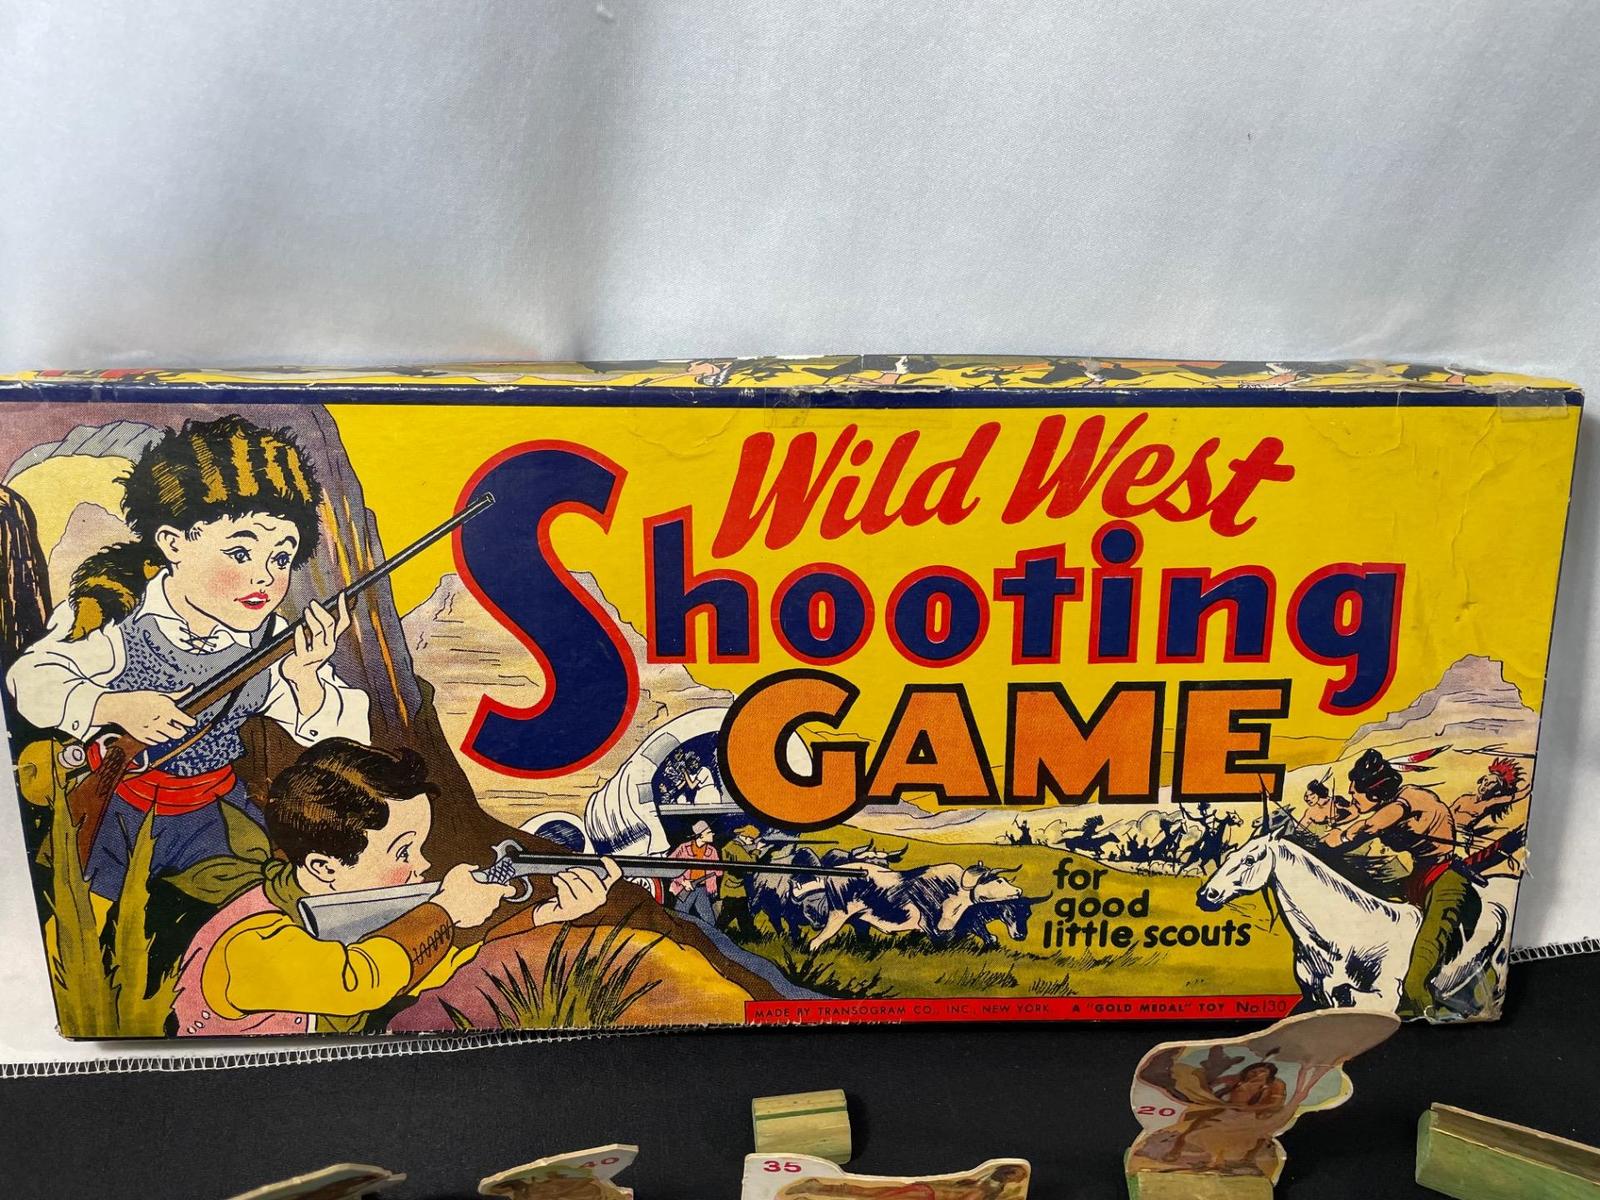 Wild West
Shooting
GAME
for
good
little scouts
MADE BY TRANSOGRAM CO., INC., NEW YORK. A "GOLD MEDAL" TOY No.130
20
40
35